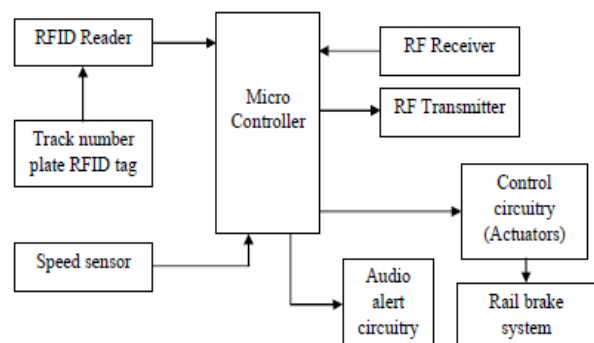 RFID Reader
Track number
plate RFID tag
Speed sensor
Micro
Controller
RF Receiver
RF Transmitter
Control
circuitry
(Actuators)
Audio
alert
circuitry
Rail brake
system